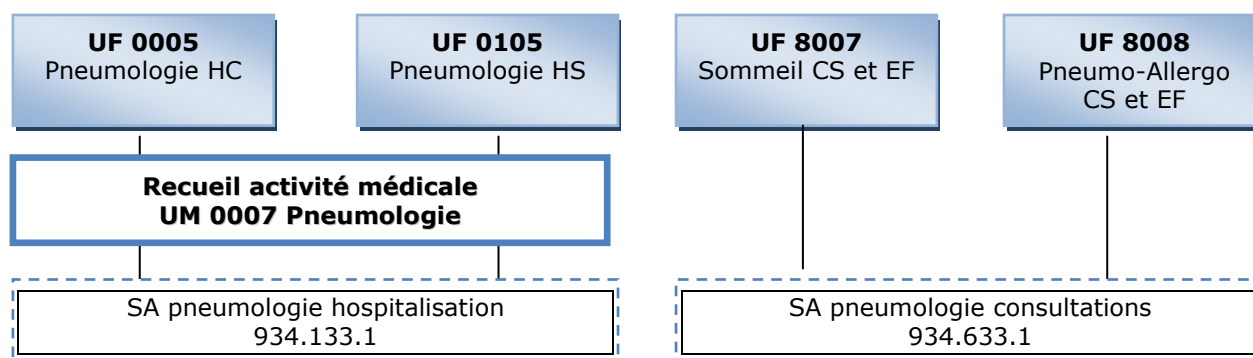 UF 0005
Pneumologie HC
UF 0105
Pneumologie HS
UF 8007
Sommeil CS et EF
UF 8008
Pneumo-Allergo
CS et EF
Recueil activité médicale
UM 0007 Pneumologie
SA pneumologie hospitalisation
934.133.1
SA pneumologie consultations
934.633.1